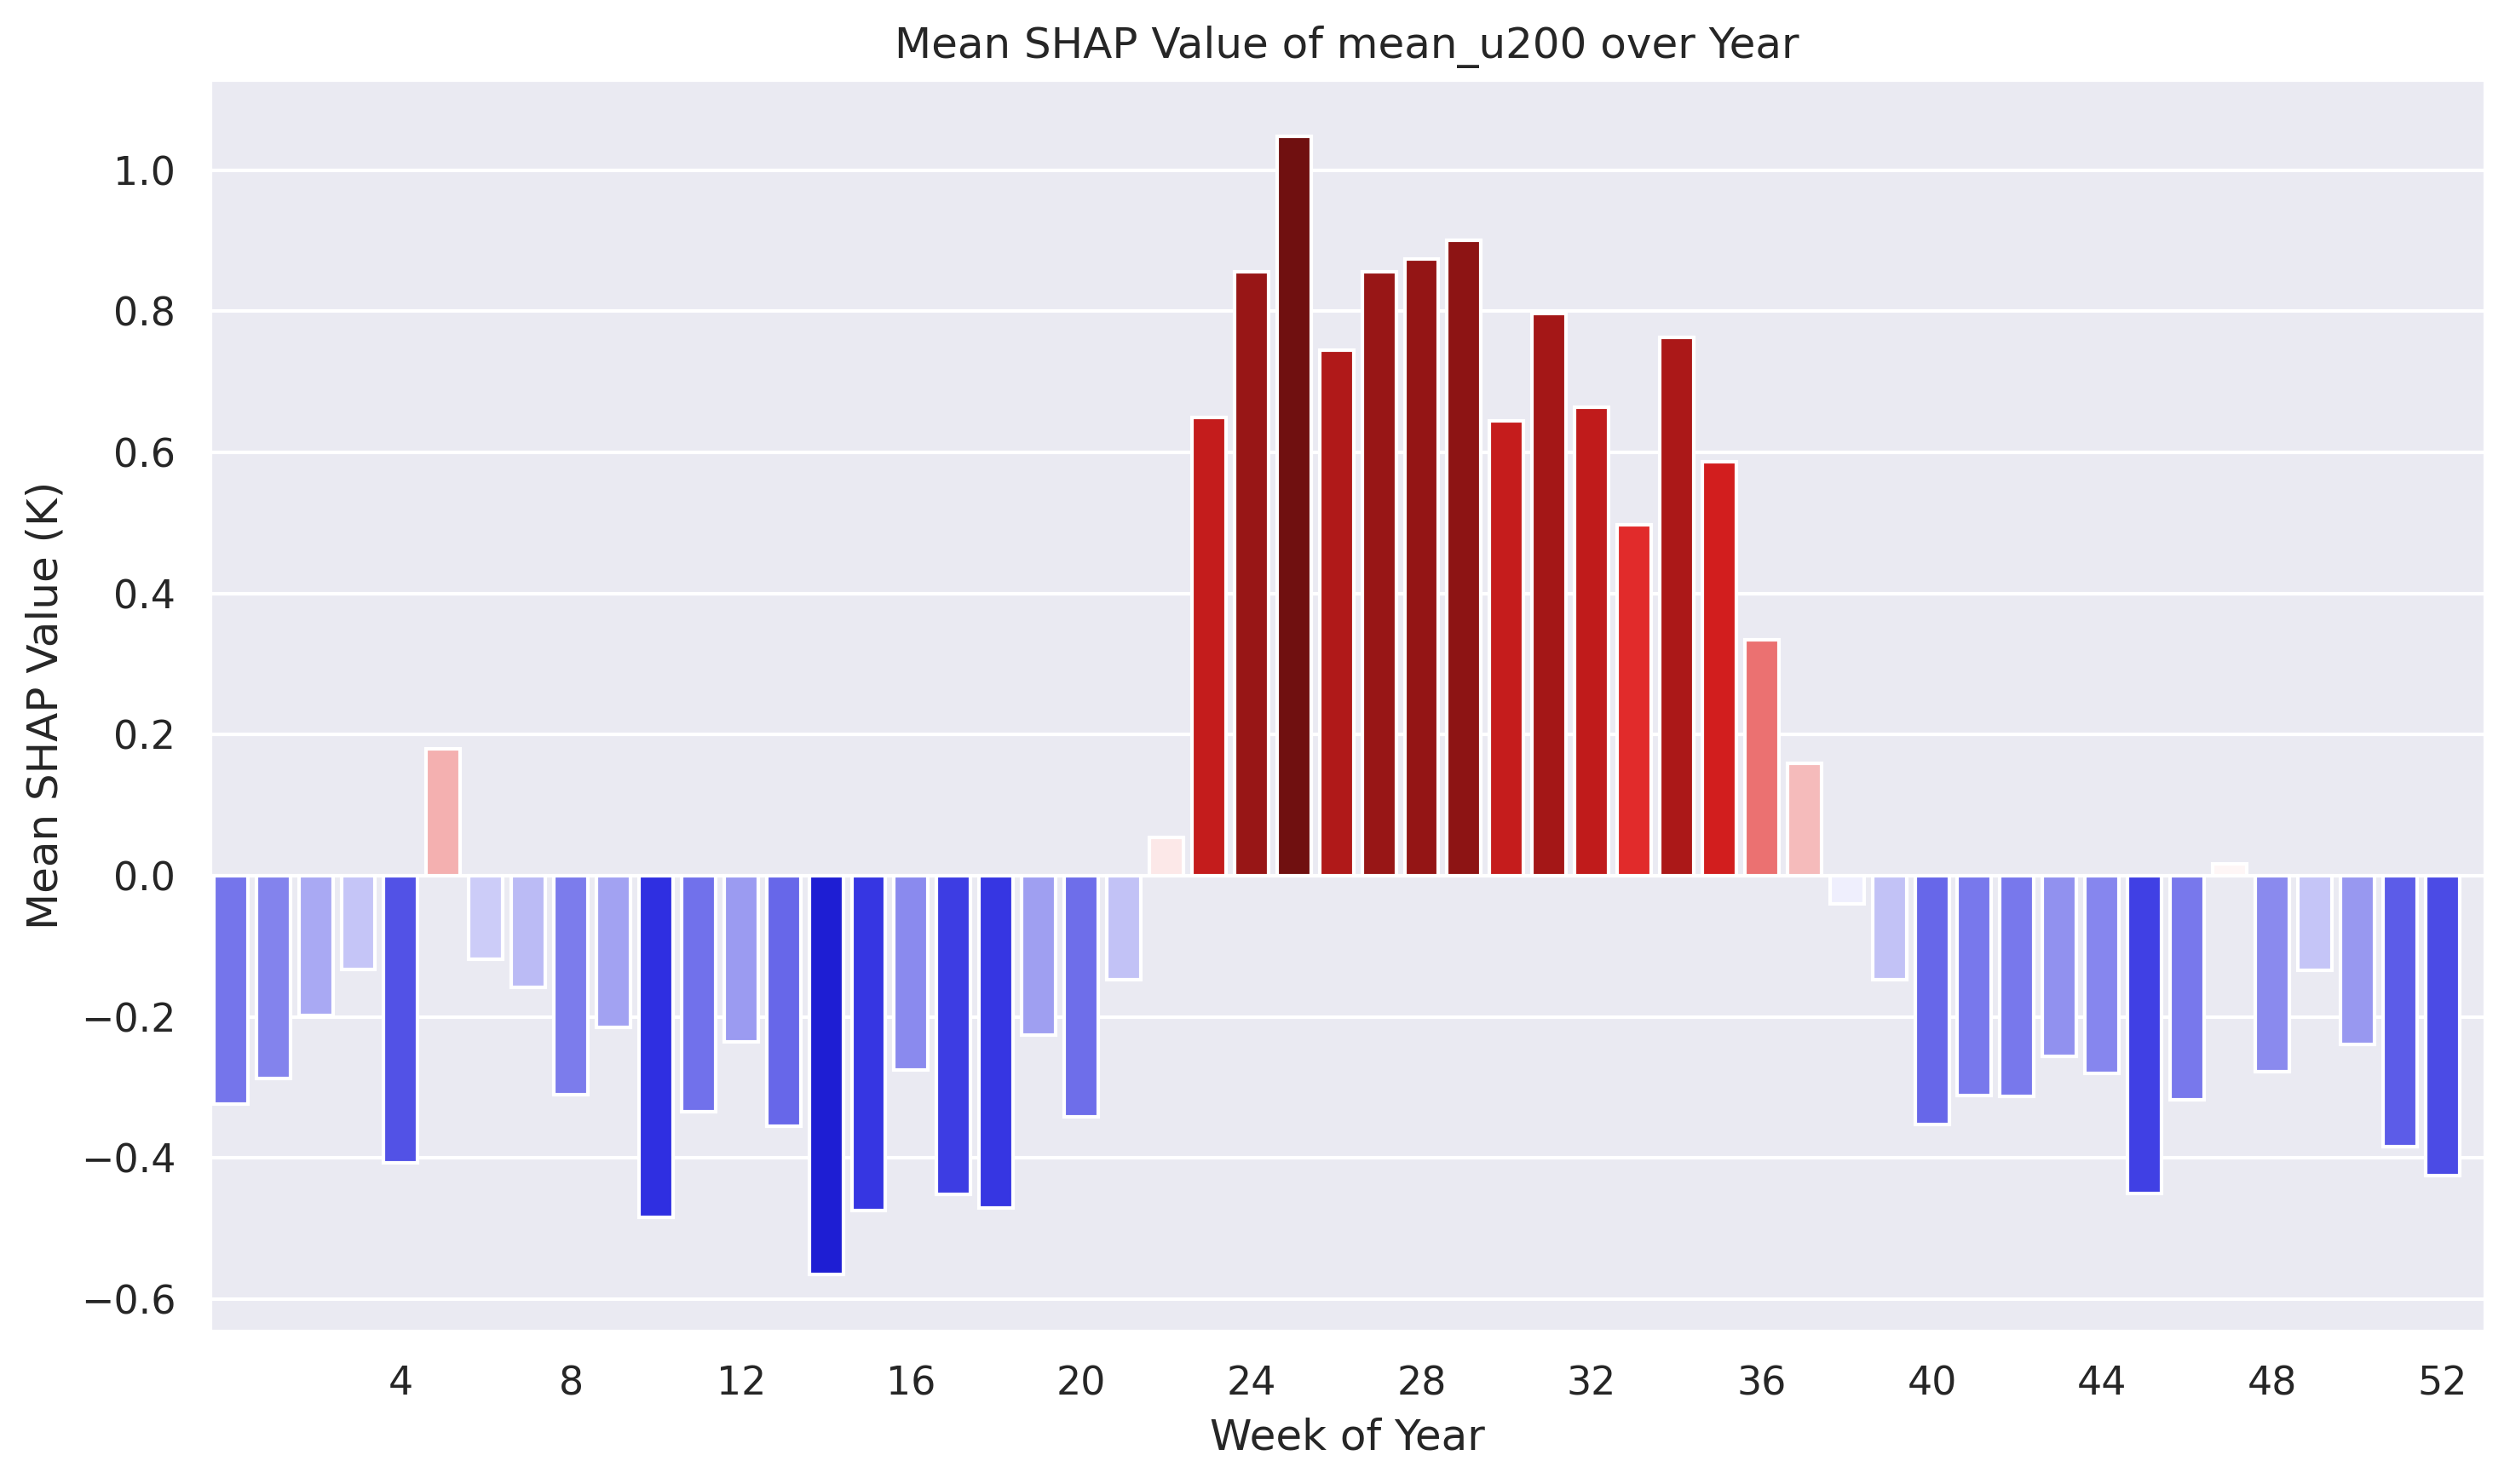 Mean SHAP Value of mean_u200 over Year
Mean SHAP Value (K)
1.0
0.8
0.6
0.4
0.2
0.0
−0.2
−0.4
−0.6
4 8 12 16 20 24 28 32 36 40 44 48 52
Week of Year